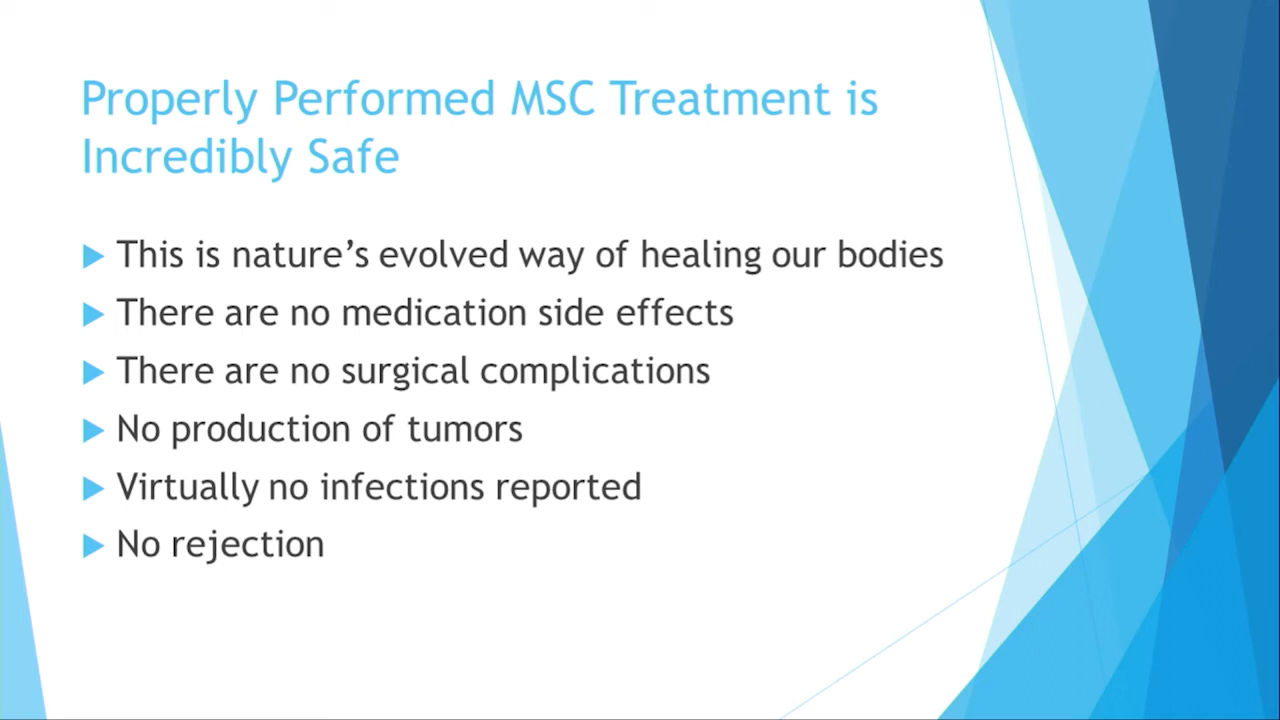 Properly Performed MSC Treatment is
Incredibly Safe
This is nature’s evolved way of healing our bodies
There are no medication side effects
There are no surgical complications
No production of tumors
Virtually no infections reported
No rejection